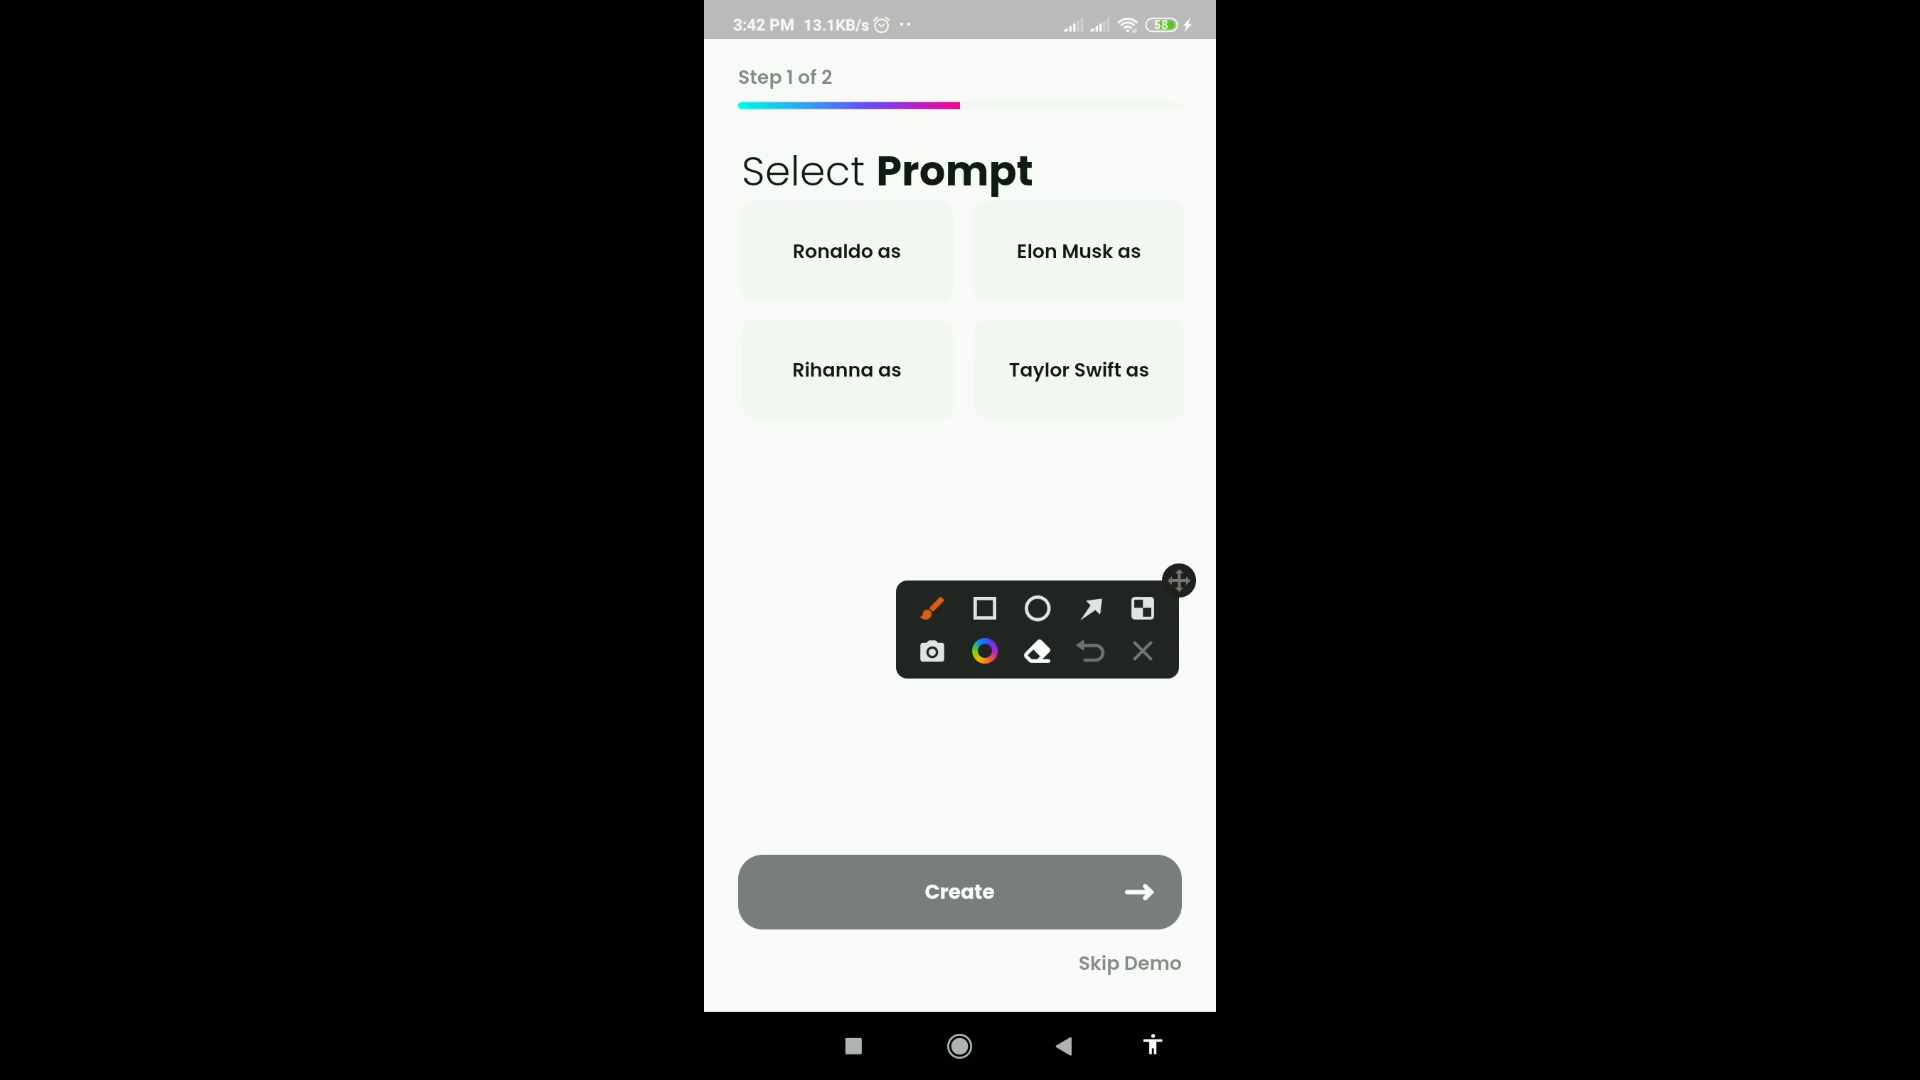 3:42 PM 13.1KB/s 58
Step 1 of 2
Select Prompt
Ronaldo as
Elon Musk as
Rihanna as
Taylor Swift as
Create
Skip Demo